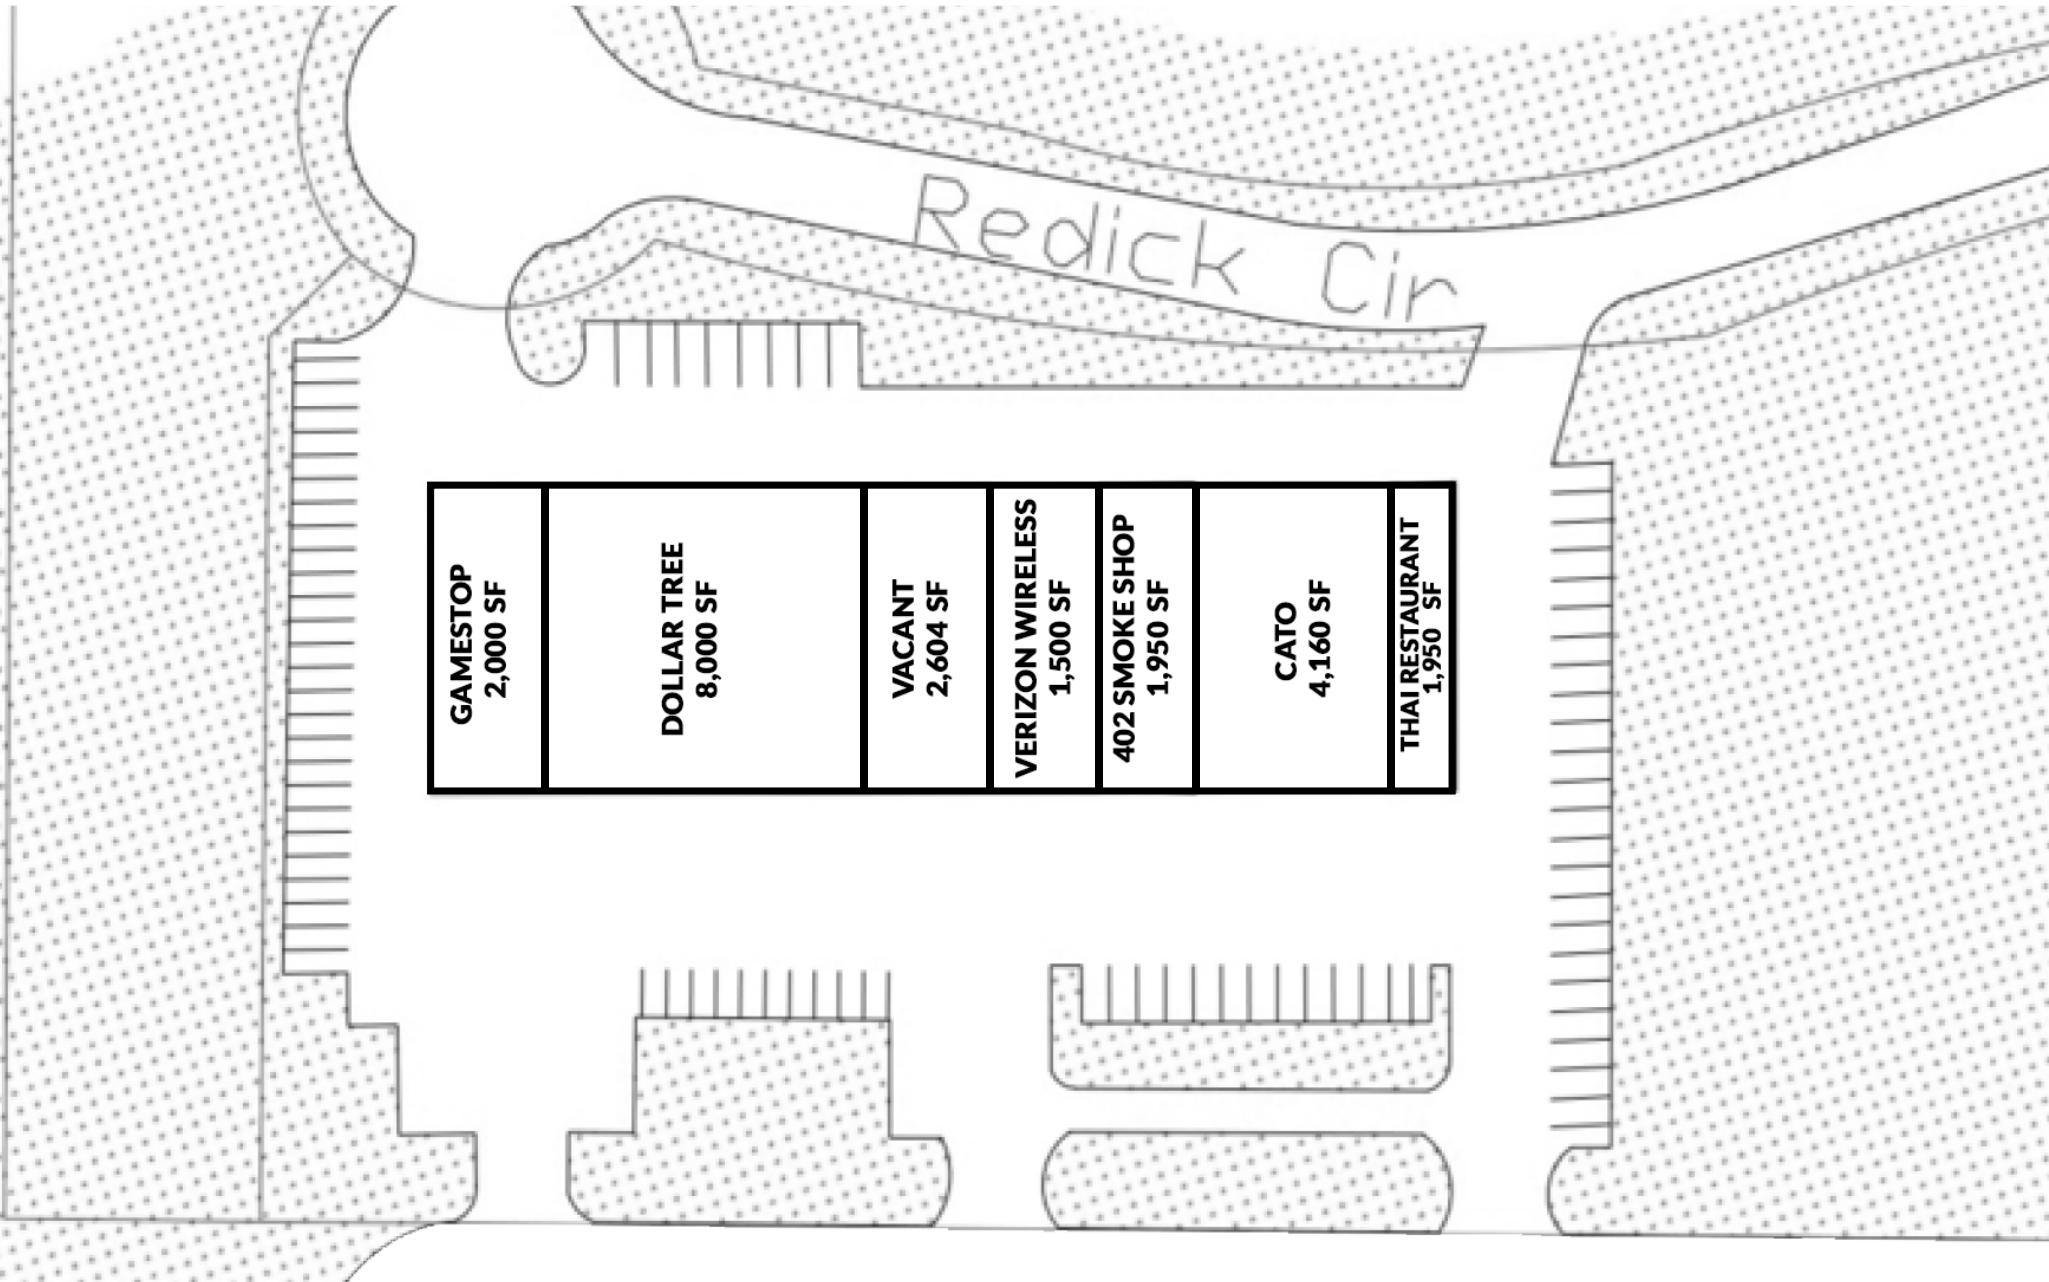 Redick Cir
GAMESTOP
2,000 SF
DOLLAR TREE
8,000 SF
VACANT
2,604 SF
VERIZON WIRELESS
1,500 SF
402 SMOKE SHOP
1,950 SF
CATO
4,160 SF
THAI RESTAURANT
1,950 SF